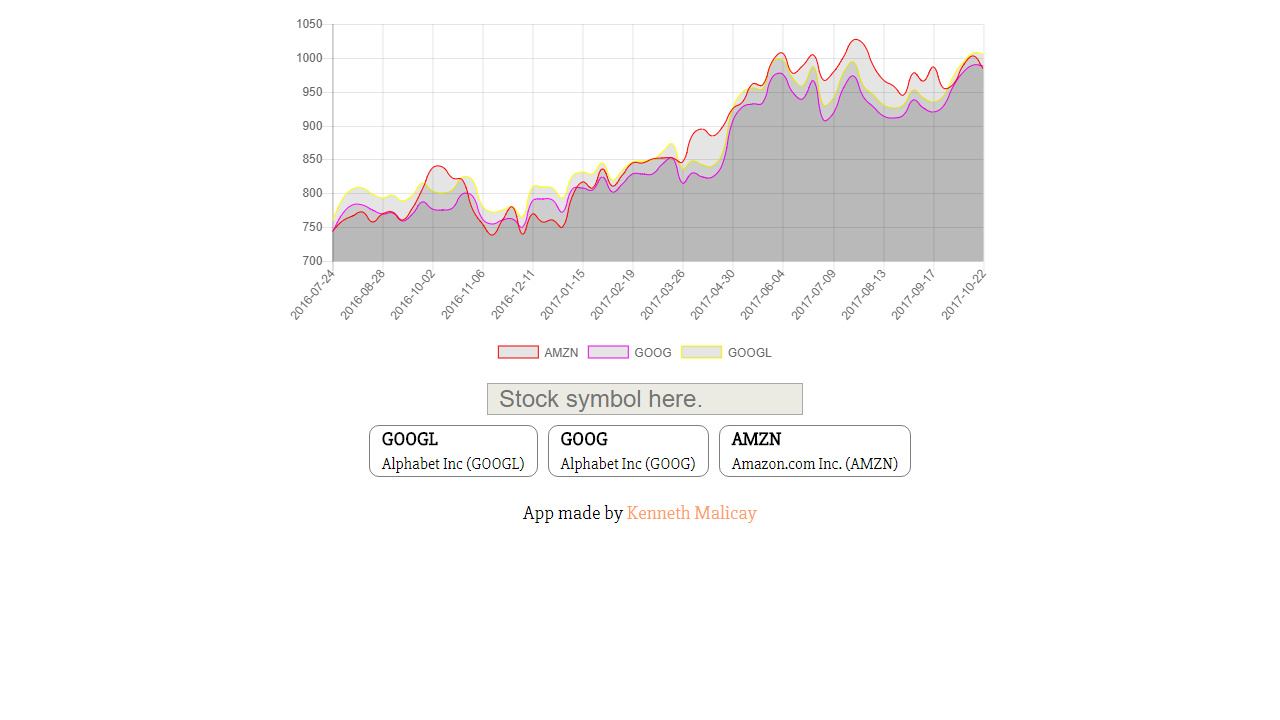 1050
1000
950
900
850
800
750
700
2016-07-24 2016-08-28 2016-10-02 2016-11-06 2016-12-11 2017-01-15 2017-02-19 2017-03-26 2017-04-30 2017-06-04 2017-07-09 2017-08-13 2017-09-17 2017-10-22
AMZN GOOG GOOGL
Stock symbol here.
GOOGL GOOG AMZN
Alphabet Inc (GOOGL) Alphabet Inc (GOOG) Amazon.com Inc. (AMZN)
App made by Kenneth Malicay